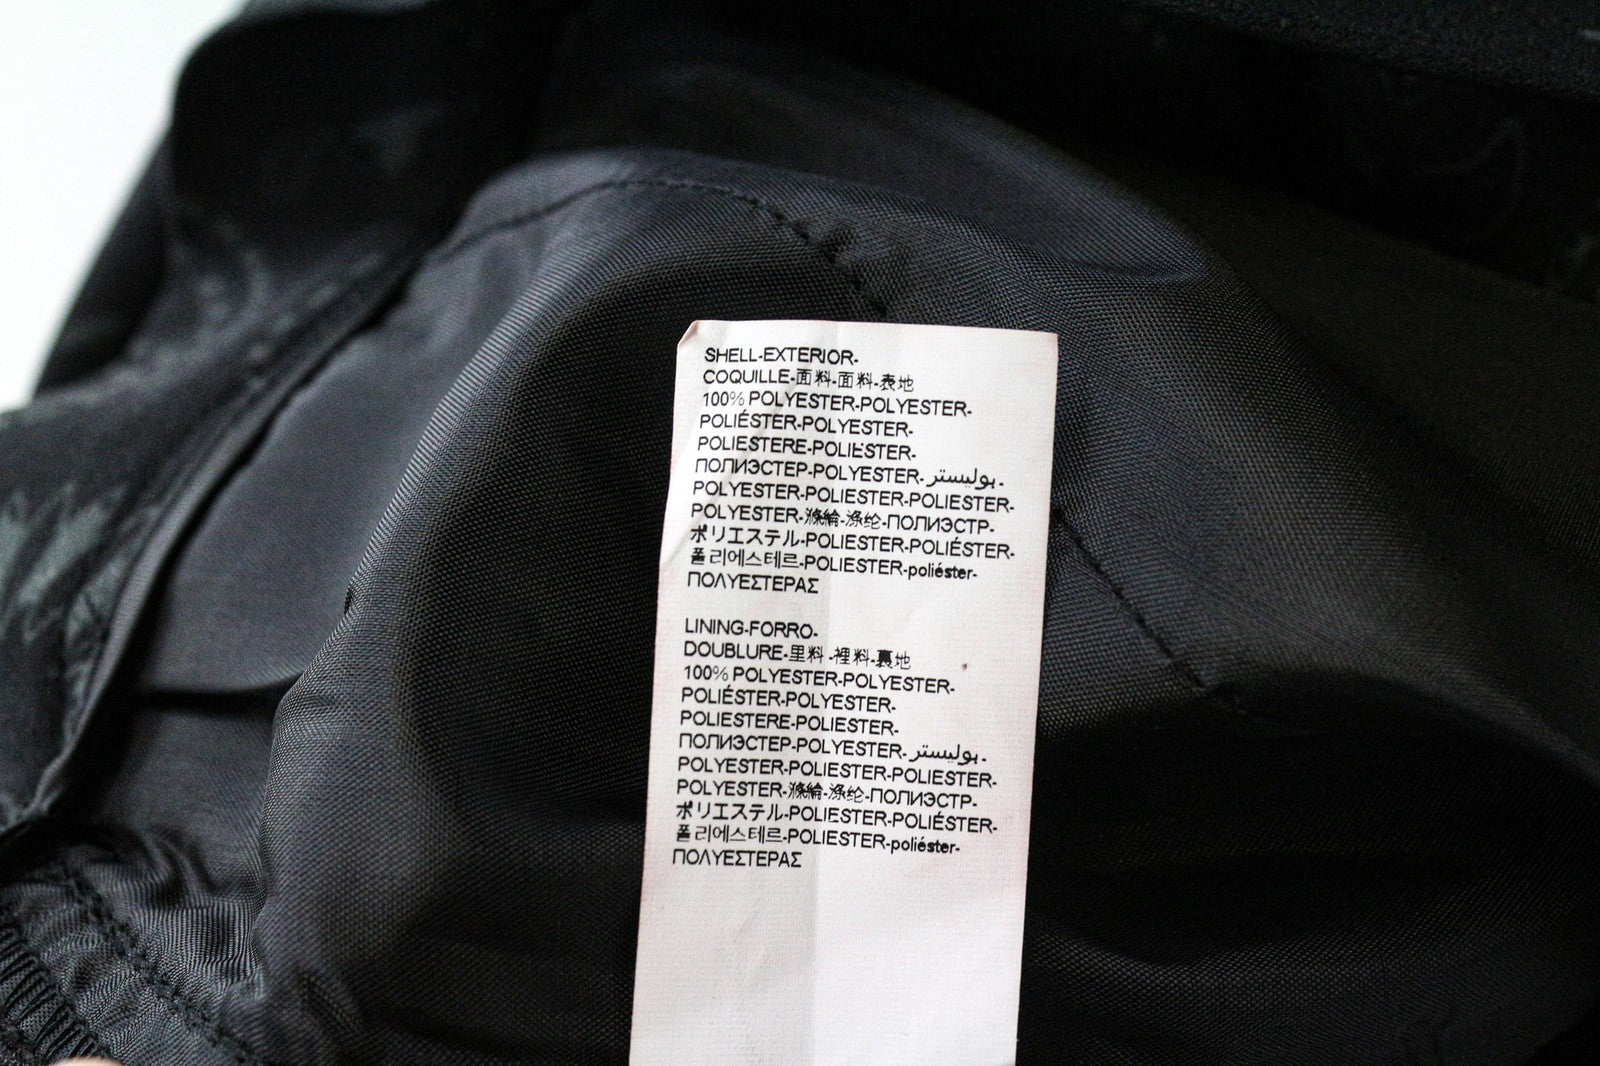 SHELL-EXTERIOR-
COQUILLE-面料-面料-表地
100% POLYESTER-POLYESTER-
POLIÉSTER-POLYESTER-
POLIESTERE-POLIESTER-
ПОЛИЭСТЕР-POLYESTER-بوليستر-
POLYESTER-POLIESTER-POLIESTER-
POLYESTER-滌綸-涤纶-ПОЛИЭСТР-
ポリエステル-POLIESTER-POLIÉSTER-
폴리에스테르-POLIESTER-poliéster-
ΠΟΛΥΕΣΤΕΡΑΣ
LINING-FORRO-
DOUBLURE-里料-裡料-裏地
100% POLYESTER-POLYESTER-
POLIÉSTER-POLYESTER-
POLIESTERE-POLIESTER-
ПОЛИЭСТЕР-POLYESTER-بوليستر-
POLYESTER-POLIESTER-POLIESTER-
POLYESTER-滌綸-涤纶-ПОЛИЭСТР-
ポリエステル-POLIESTER-POLIÉSTER-
폴리에스테르-POLIESTER-poliéster-
ΠΟΛΥΕΣΤΕΡΑΣ